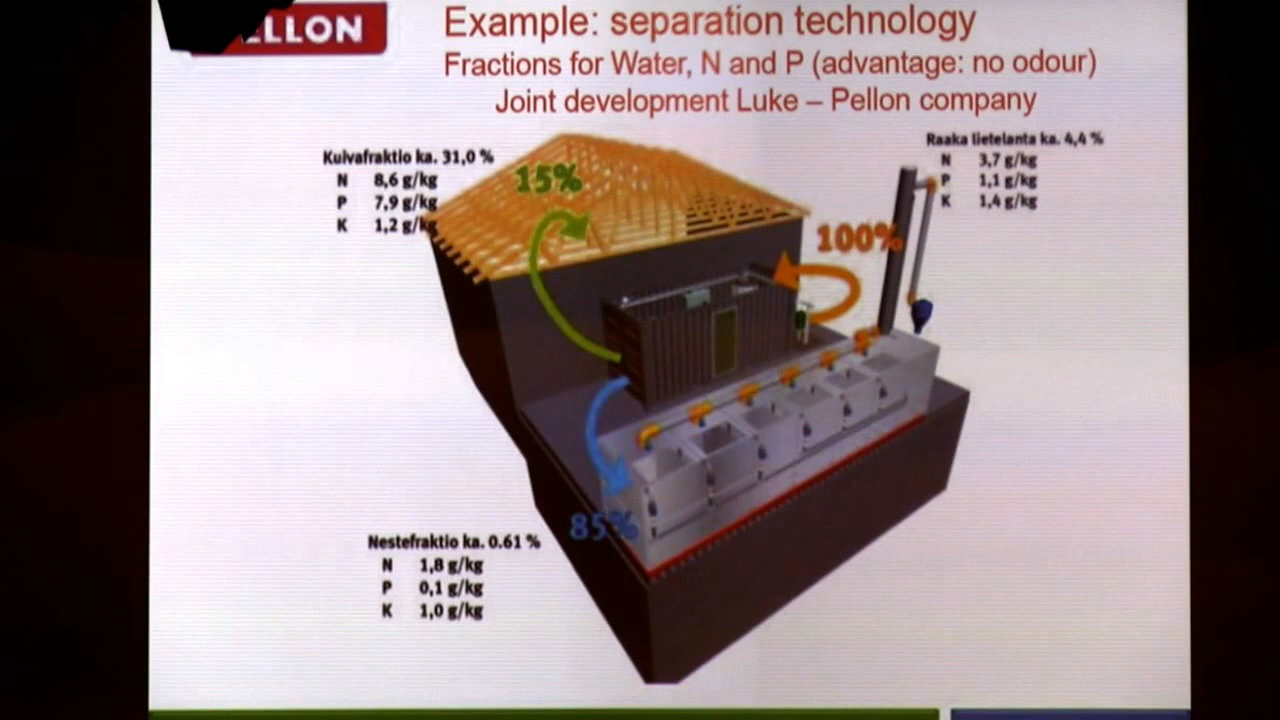 ELLON
Example: separation technology
Fractions for Water, N and P (advantage: no odour)
Joint development Luke – Pellon company
Kuivafraktio ka. 31,0 %
N 8,6 g/kg
P 7,9 g/kg
K 1,2 g/kg
15%
Raaka lietelanta ka. 4,4 %
N 3,7 g/kg
P 1,1 g/kg
K 1,4 g/kg
100%
85%
Nestefraktio ka. 0.61 %
N 1,8 g/kg
P 0,1 g/kg
K 1,0 g/kg